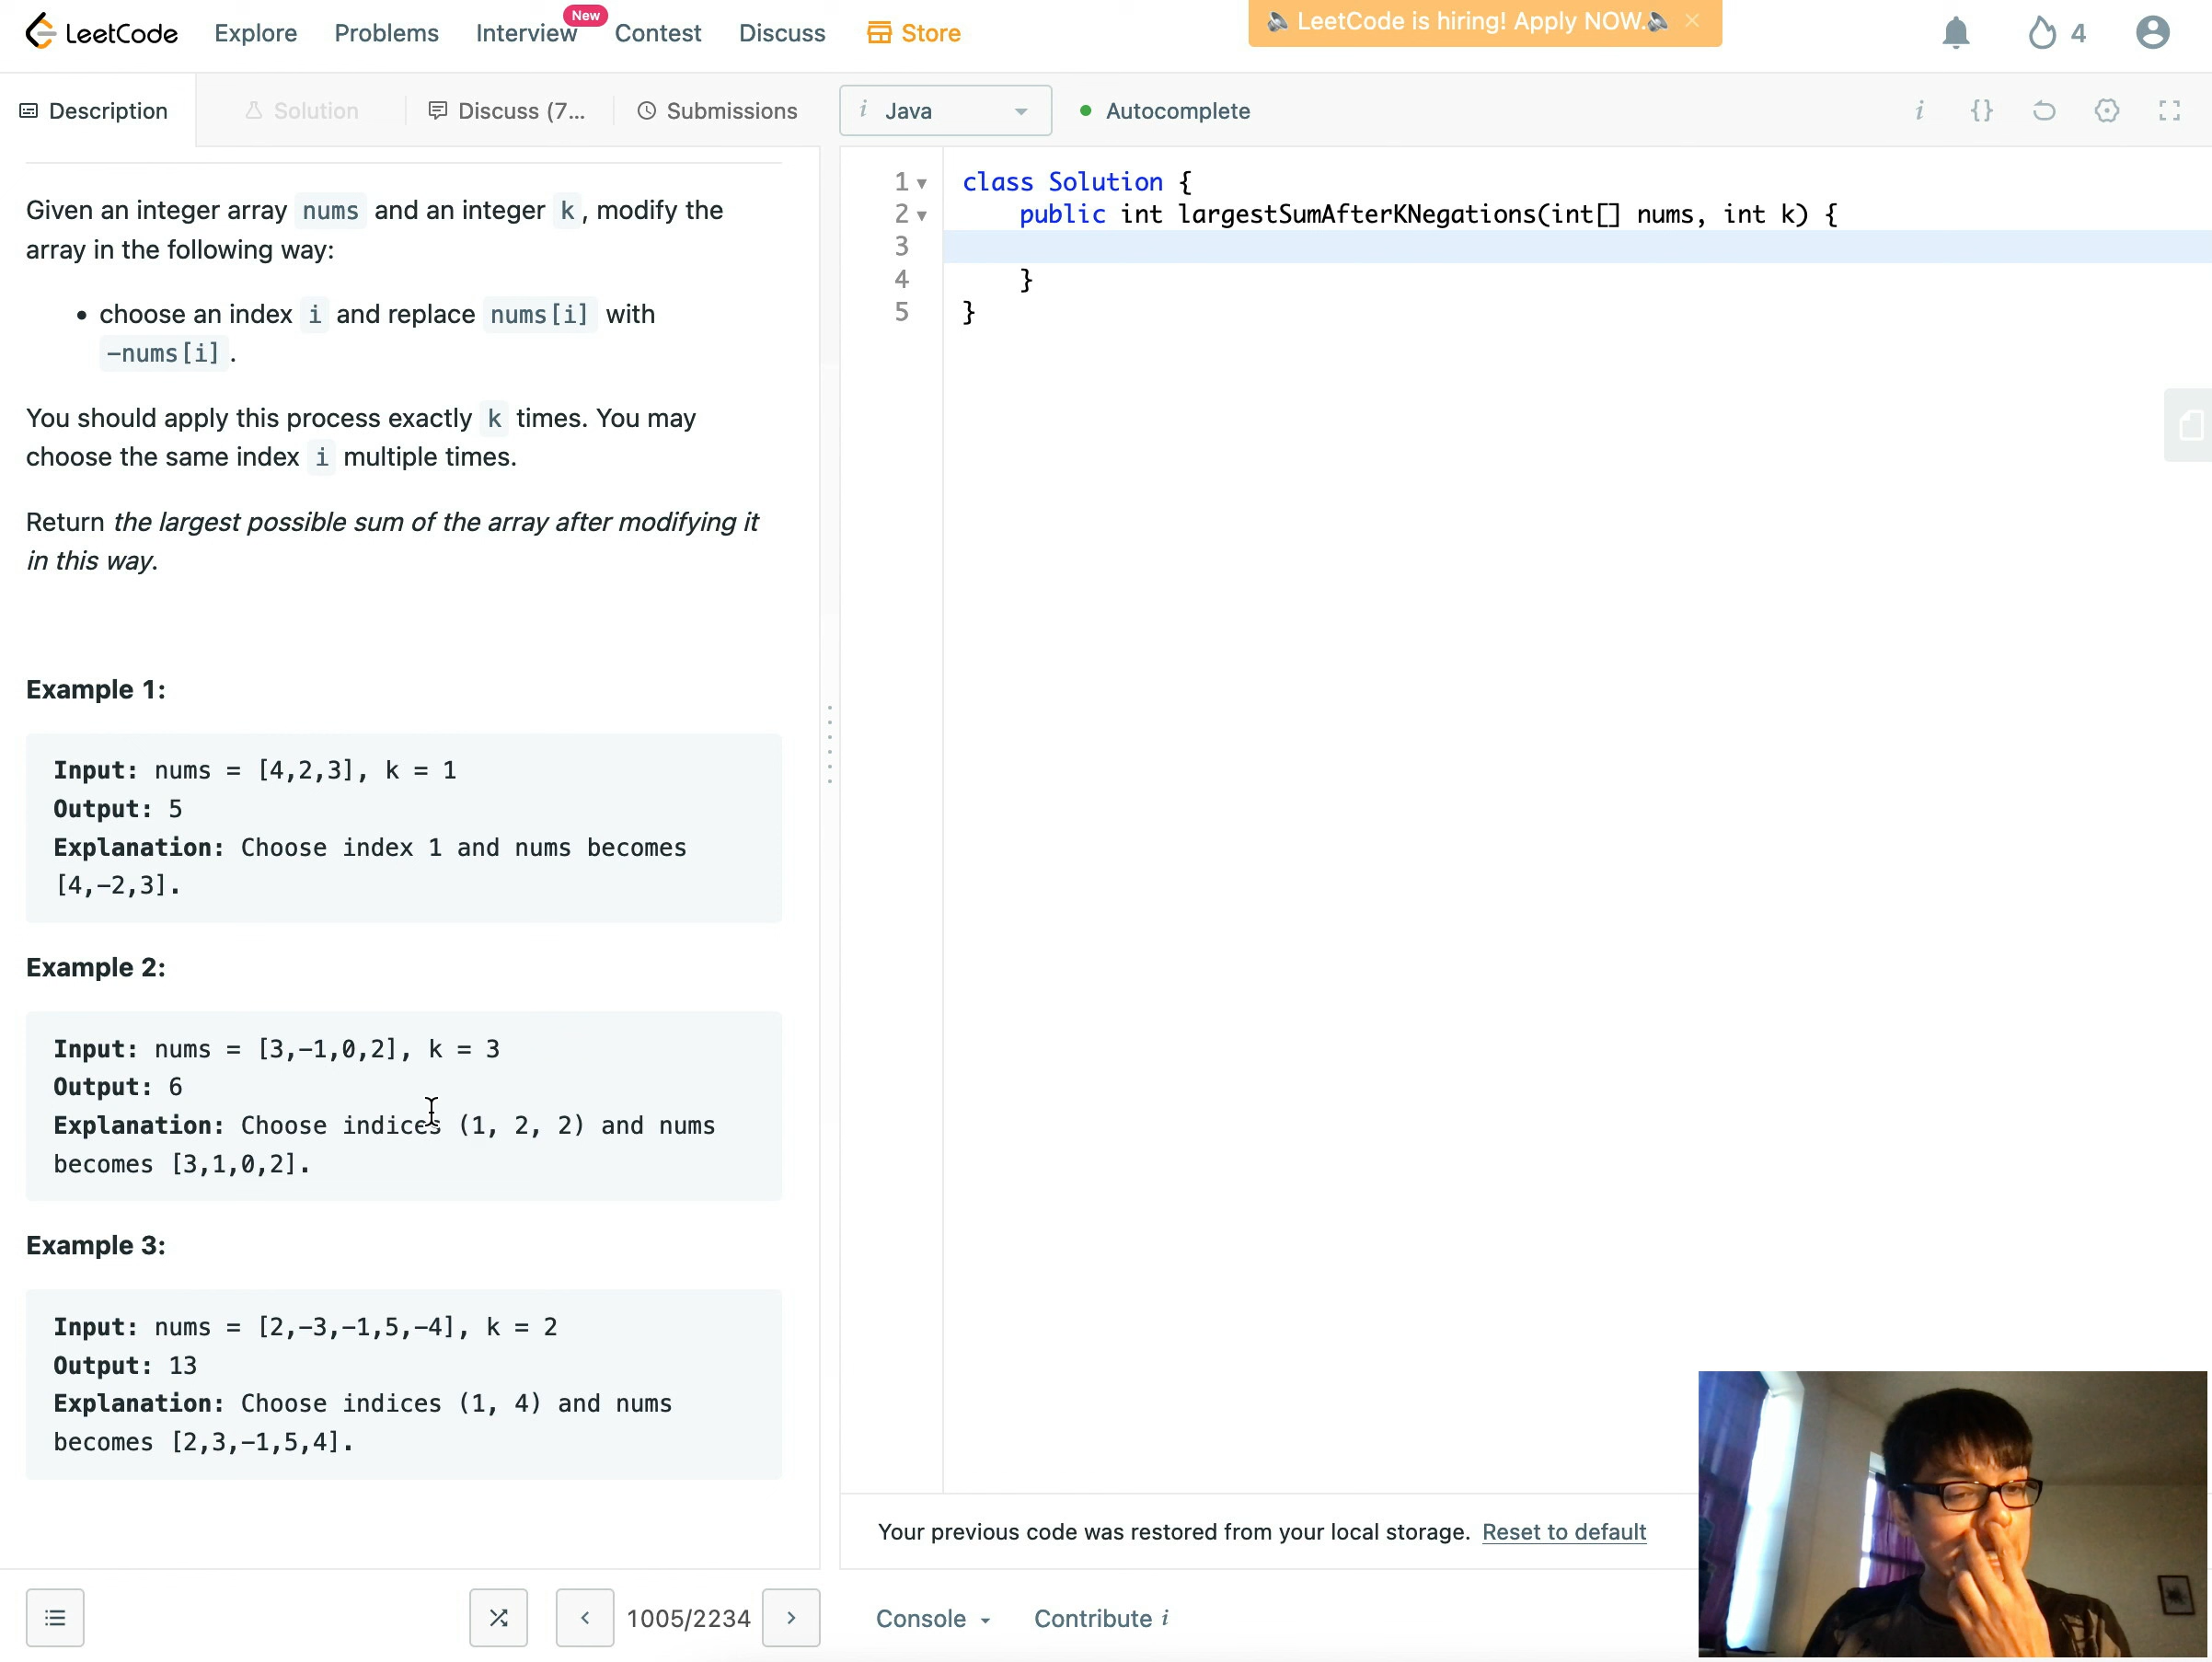 LeetCode Explore Problems Interview New Contest Discuss Store LeetCode is hiring! Apply NOW. 4
Description Solution Discuss (7... Submissions i Java Autocomplete i {}
Given an integer array nums and an integer k, modify the
array in the following way:
• choose an index i and replace nums[i] with
-nums[i].
You should apply this process exactly k times. You may
choose the same index i multiple times.
Return the largest possible sum of the array after modifying it
in this way.
Example 1:
Input: nums = [4,2,3], k = 1
Output: 5
Explanation: Choose index 1 and nums becomes
[4,-2,3].
Example 2:
Input: nums = [3,-1,0,2], k = 3
Output: 6
Explanation: Choose indices (1, 2, 2) and nums
becomes [3,1,0,2].
Example 3:
Input: nums = [2,-3,-1,5,-4], k = 2
Output: 13
Explanation: Choose indices (1, 4) and nums
becomes [2,3,-1,5,4].
1005/2234
1 class Solution {
2 public int largestSumAfterKNegations(int[] nums, int k) {
3
4 }
5 }
Your previous code was restored from your local storage. Reset to default
Console Contribute i